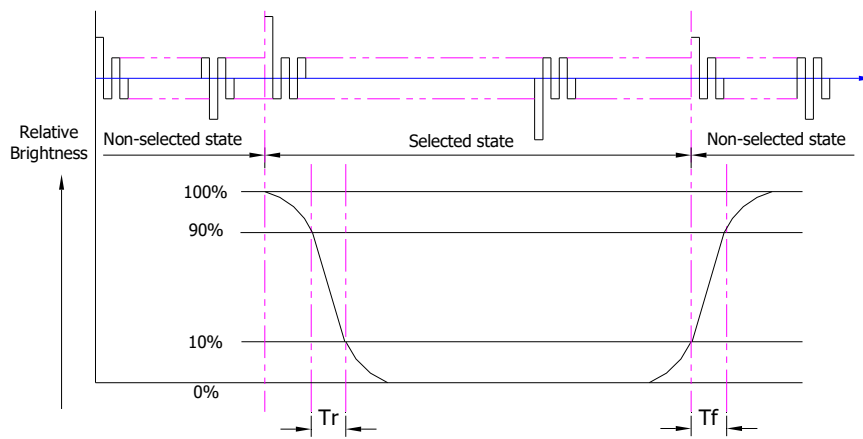 Relative
Brightness
Non-selected state
Selected state
Non-selected state
100%
90%
10%
0%
Tr
Tf